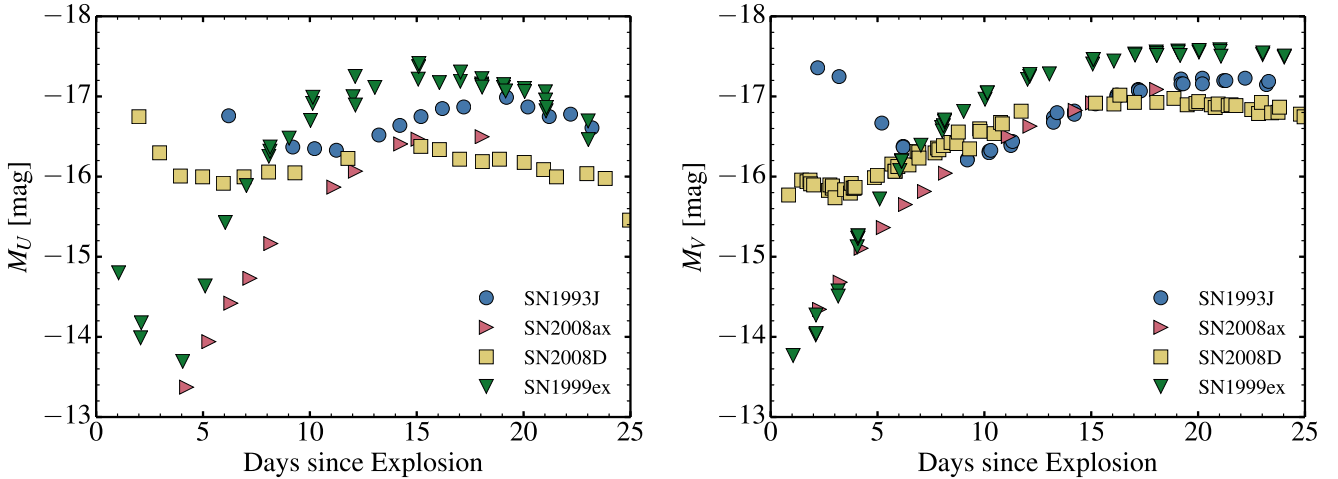 −18
−17
−16
−15
−14
−13
M_U [mag]
0 5 10 15 20 25
Days since Explosion
SN1993J
SN2008ax
SN2008D
SN1999ex
−18
−17
−16
−15
−14
−13
M_V [mag]
0 5 10 15 20 25
Days since Explosion
SN1993J
SN2008ax
SN2008D
SN1999ex